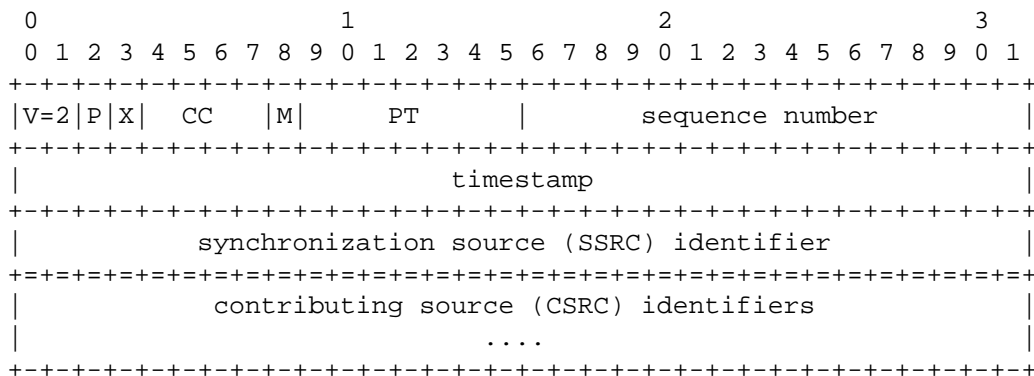 0                   1                   2                   3
0 1 2 3 4 5 6 7 8 9 0 1 2 3 4 5 6 7 8 9 0 1 2 3 4 5 6 7 8 9 0 1
+-+-+-+-+-+-+-+-+-+-+-+-+-+-+-+-+-+-+-+-+-+-+-+-+-+-+-+-+-+-+-+-+
|V=2|P|X|  CC   |M|     PT      |       sequence number         |
+-+-+-+-+-+-+-+-+-+-+-+-+-+-+-+-+-+-+-+-+-+-+-+-+-+-+-+-+-+-+-+-+
|                           timestamp                           |
+-+-+-+-+-+-+-+-+-+-+-+-+-+-+-+-+-+-+-+-+-+-+-+-+-+-+-+-+-+-+-+-+
|           synchronization source (SSRC) identifier            |
+=+=+=+=+=+=+=+=+=+=+=+=+=+=+=+=+=+=+=+=+=+=+=+=+=+=+=+=+=+=+=+=+
|            contributing source (CSRC) identifiers             |
|                             ....                              |
+-+-+-+-+-+-+-+-+-+-+-+-+-+-+-+-+-+-+-+-+-+-+-+-+-+-+-+-+-+-+-+-+